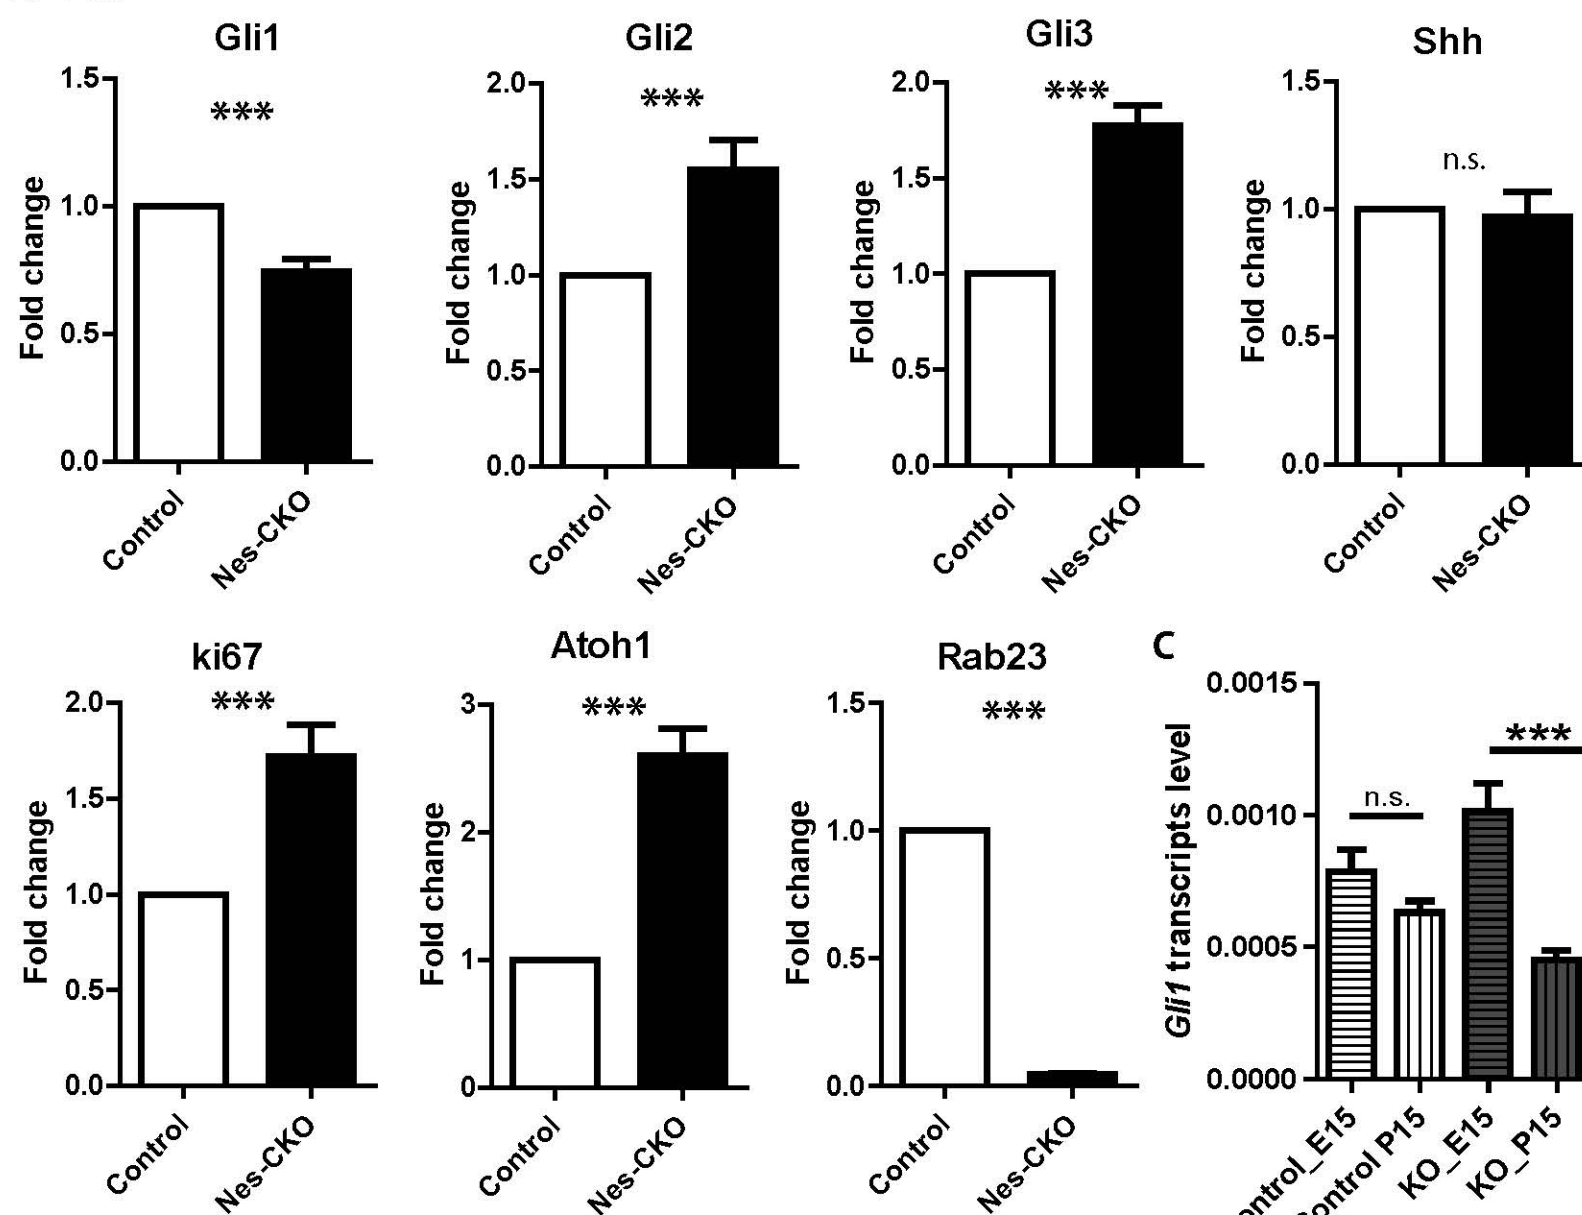 Gli1
***
1.5
1.0
0.5
0.0
Fold change
Control
Nes-CKO
Gli2
***
2.0
1.5
1.0
0.5
0.0
Fold change
Control
Nes-CKO
Gli3
***
2.0
1.5
1.0
0.5
0.0
Fold change
Control
Nes-CKO
Shh
n.s.
1.5
1.0
0.5
0.0
Fold change
Control
Nes-CKO
ki67
***
2.0
1.5
1.0
0.5
0.0
Fold change
Control
Nes-CKO
Atoh1
***
3
2
1
0
Fold change
Control
Nes-CKO
Rab23
***
1.5
1.0
0.5
0.0
Fold change
Control
Nes-CKO
C
***
n.s.
0.0015
0.0010
0.0005
0.0000
Gli1 transcripts level
ontrol_E15
ontrol P15
KO_E15
KO_P15